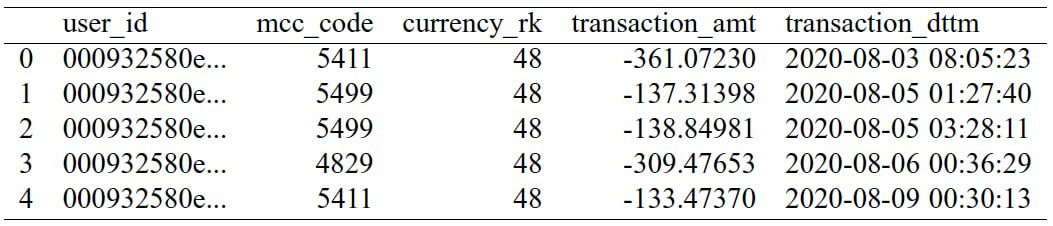 user_id mcc_code currency_rk transaction_amt transaction_dttm
0 000932580e... 5411 48 -361.07230 2020-08-03 08:05:23
1 000932580e... 5499 48 -137.31398 2020-08-05 01:27:40
2 000932580e... 5499 48 -138.84981 2020-08-05 03:28:11
3 000932580e... 4829 48 -309.47653 2020-08-06 00:36:29
4 000932580e... 5411 48 -133.47370 2020-08-09 00:30:13